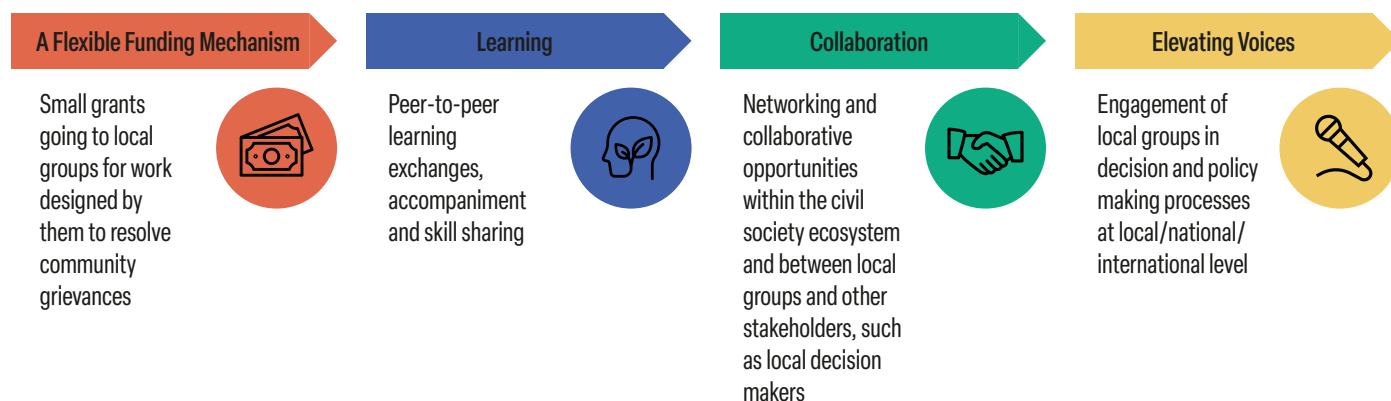 A Flexible Funding Mechanism
Small grants
going to local
groups for work
designed by
them to resolve
community
grievances
Learning
Peer-to-peer
learning
exchanges,
accompaniment
and skill sharing
Collaboration
Networking and
collaborative
opportunities
within the civil
society ecosystem
and between local
groups and other
stakeholders, such
as local decision
makers
Elevating Voices
Engagement of
local groups in
decision and policy
making processes
at local/national/
international level